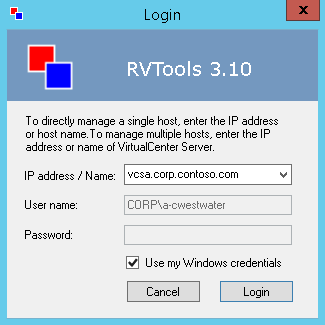 Login
x
RVTools 3.10
To directly manage a single host, enter the IP address
or host name.To manage multiple hosts, enter the IP
address or name of VirtualCenter Server.
IP address / Name: vcsa.corp.contoso.com
User name: CORP\a-cwestwater
Password:
Use my Windows credentials
Cancel Login